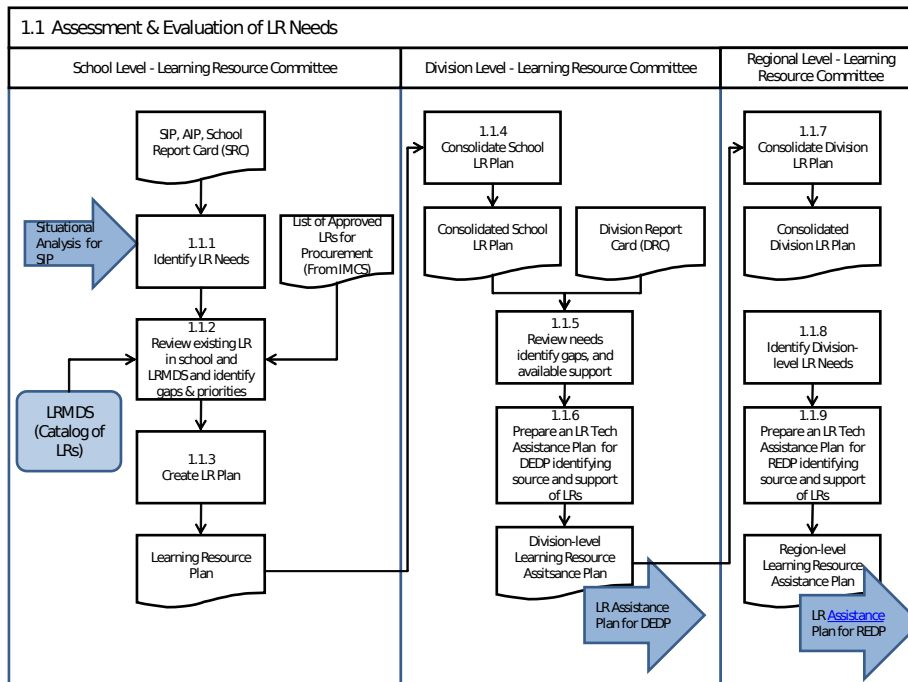 1.1 Assessment & Evaluation of LR Needs
School Level - Learning Resource Committee
Division Level - Learning Resource Committee
Regional Level - Learning
Resource Committee
SIP, AIP, School
Report Card (SRC)
Situational
Analysis for
SIP
1.1.1
Identify LR Needs
List of Approved
LRs for
Procurement
(From IMCS)
1.1.2
Review existing LR
in school and
LRMDS and identify
gaps & priorities
LRMDS
(Catalog of
LRs)
1.1.3
Create LR Plan
Learning Resource
Plan
1.1.4
Consolidate School
LR Plan
Consolidated School
LR Plan
Division Report
Card (DRC)
1.1.5
Review needs
identify gaps, and
available support
1.1.6
Prepare an LR Tech
Assistance Plan for
DEDP identifying
source and support
of LRs
Division-level
Learning Resource
Assitsance Plan
LR Assistance
Plan for DEDP
1.1.7
Consolidate Division
LR Plan
Consolidated
Division LR Plan
1.1.8
Identify Division-
level LR Needs
1.1.9
Prepare an LR Tech
Assistance Plan for
REDP identifying
source and support
of LRs
Region-level
Learning Resource
Assistance Plan
LR Assistance
Plan for REDP